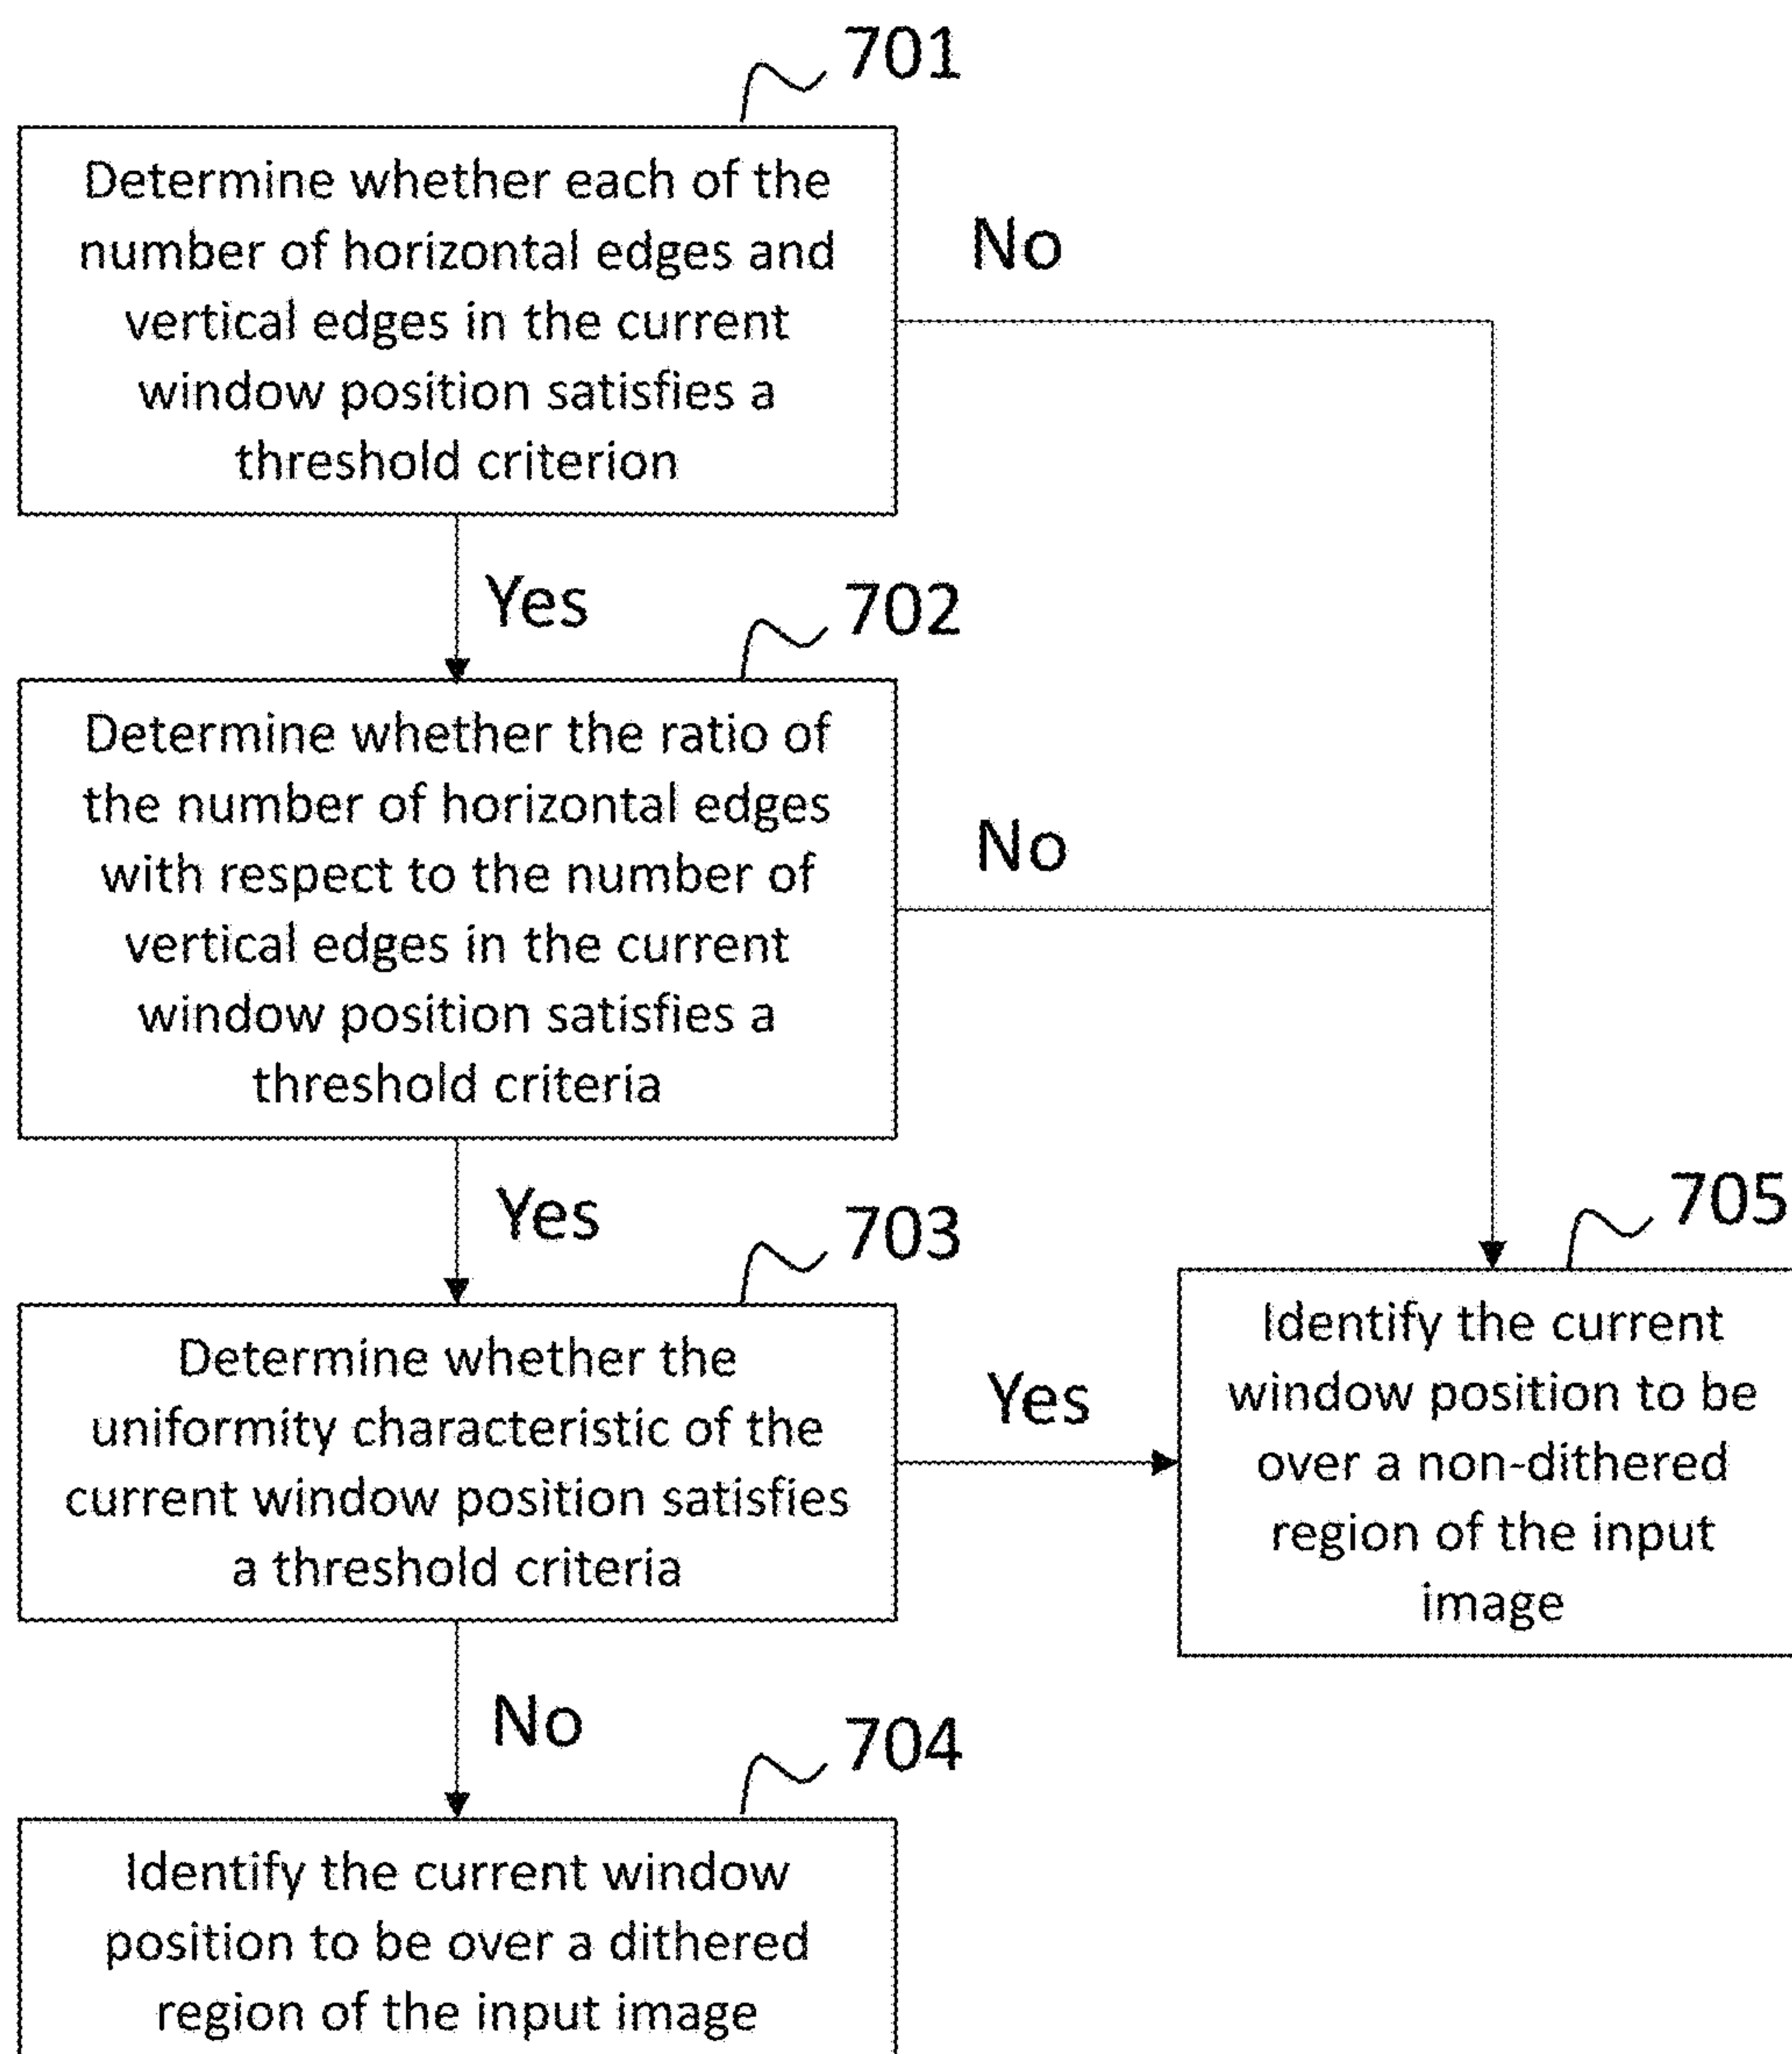 701
Determine whether each of the
number of horizontal edges and
vertical edges in the current
window position satisfies a
threshold criterion
No
Yes
702
Determine whether the ratio of
the number of horizontal edges
with respect to the number of
vertical edges in the current
window position satisfies a
threshold criteria
No
Yes
703
Determine whether the
uniformity characteristic of the
current window position satisfies
a threshold criteria
Yes
705
Identify the current
window position to be
over a non-dithered
region of the input
image
No
704
Identify the current window
position to be over a dithered
region of the input image